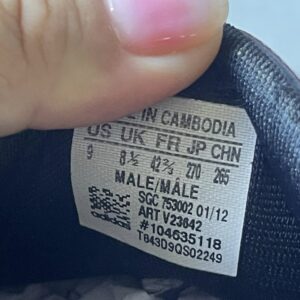 IN CAMBODIA
US UK FR JP CHN
9 8½ 42⅔ 270 265
MALE/MÂLE
SGC 753002 01/12
ART V23642
#104635118
T843D9QS02249